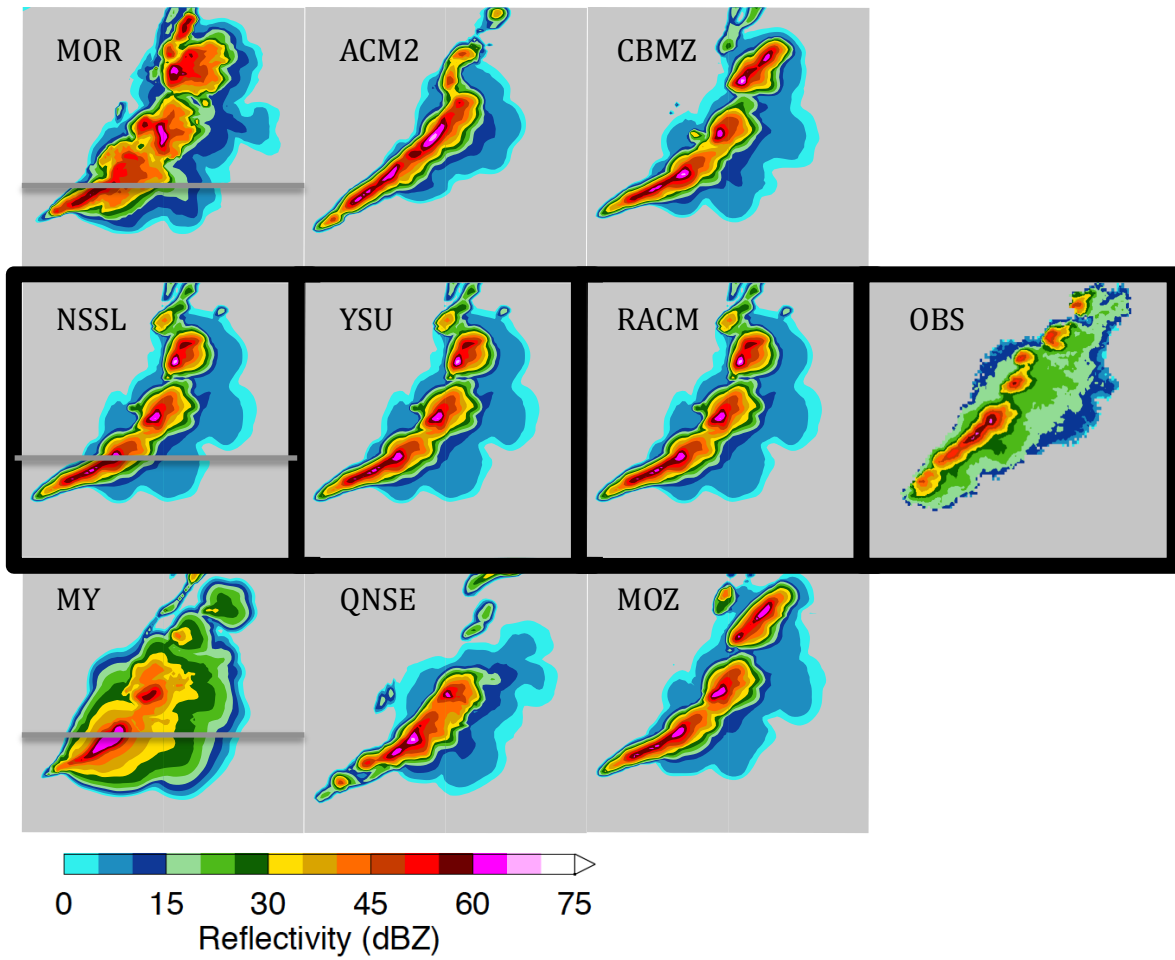 MOR ACM2 CBMZ
NSSL YSU RACM OBS
MY QNSE MOZ
0 15 30 45 60 75
Reflectivity (dBZ)